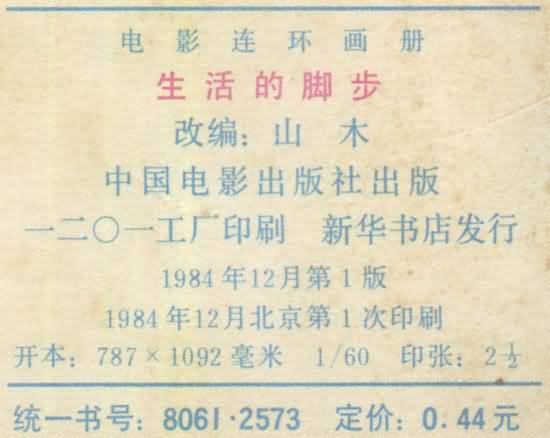 电影连环画册
生活的脚步
改编：山 木
中国电影出版社出版
一二〇一工厂印刷 新华书店发行
1984年12月第1版
1984年12月北京第1次印刷
开本：787×1092毫米 1/60 印张：2½
统一书号：8061·2573 定价：0.44元